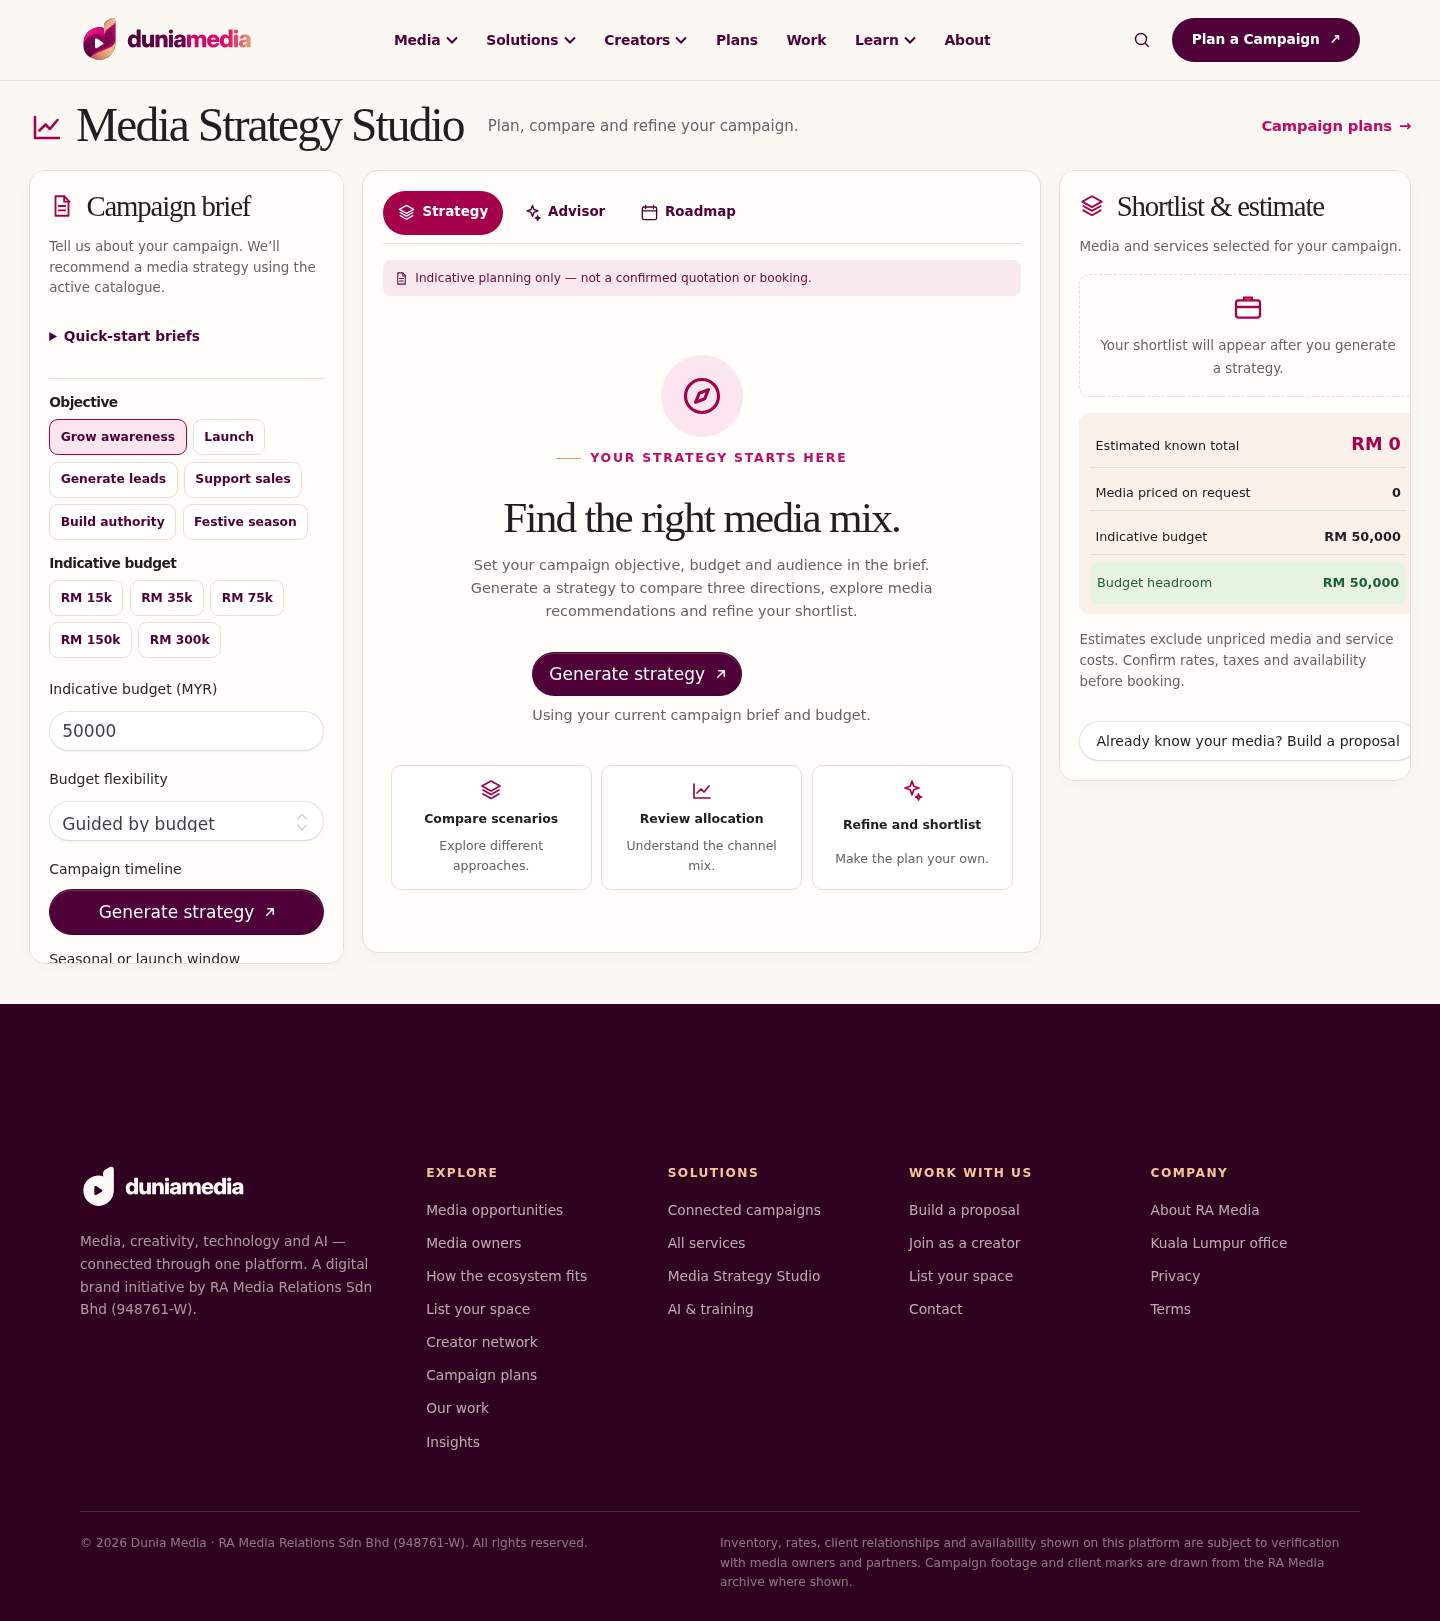 duniamedia
Media
Solutions
Creators
Plans
Work
Learn
About
Plan a Campaign ↗
Media Strategy Studio
Plan, compare and refine your campaign.
Campaign plans →
Campaign brief
Tell us about your campaign. We’ll
recommend a media strategy using the
active catalogue.
▶ Quick-start briefs
Objective
Grow awareness
Launch
Generate leads
Support sales
Build authority
Festive season
Indicative budget
RM 15k
RM 35k
RM 75k
RM 150k
RM 300k
Indicative budget (MYR)
50000
Budget flexibility
Guided by budget
Campaign timeline
Generate strategy ↗
Seasonal or launch window
Strategy
Advisor
Roadmap
Indicative planning only — not a confirmed quotation or booking.
YOUR STRATEGY STARTS HERE
Find the right media mix.
Set your campaign objective, budget and audience in the brief.
Generate a strategy to compare three directions, explore media
recommendations and refine your shortlist.
Generate strategy ↗
Using your current campaign brief and budget.
Compare scenarios
Explore different
approaches.
Review allocation
Understand the channel
mix.
Refine and shortlist
Make the plan your own.
Shortlist & estimate
Media and services selected for your campaign.
Your shortlist will appear after you generate
a strategy.
Estimated known total RM 0
Media priced on request 0
Indicative budget RM 50,000
Budget headroom RM 50,000
Estimates exclude unpriced media and service
costs. Confirm rates, taxes and availability
before booking.
Already know your media? Build a proposal
duniamedia
Media, creativity, technology and AI —
connected through one platform. A digital
brand initiative by RA Media Relations Sdn
Bhd (948761-W).
EXPLORE
Media opportunities
Media owners
How the ecosystem fits
List your space
Creator network
Campaign plans
Our work
Insights
SOLUTIONS
Connected campaigns
All services
Media Strategy Studio
AI & training
WORK WITH US
Build a proposal
Join as a creator
List your space
Contact
COMPANY
About RA Media
Kuala Lumpur office
Privacy
Terms
© 2026 Dunia Media · RA Media Relations Sdn Bhd (948761-W). All rights reserved.
Inventory, rates, client relationships and availability shown on this platform are subject to verification
with media owners and partners. Campaign footage and client marks are drawn from the RA Media
archive where shown.